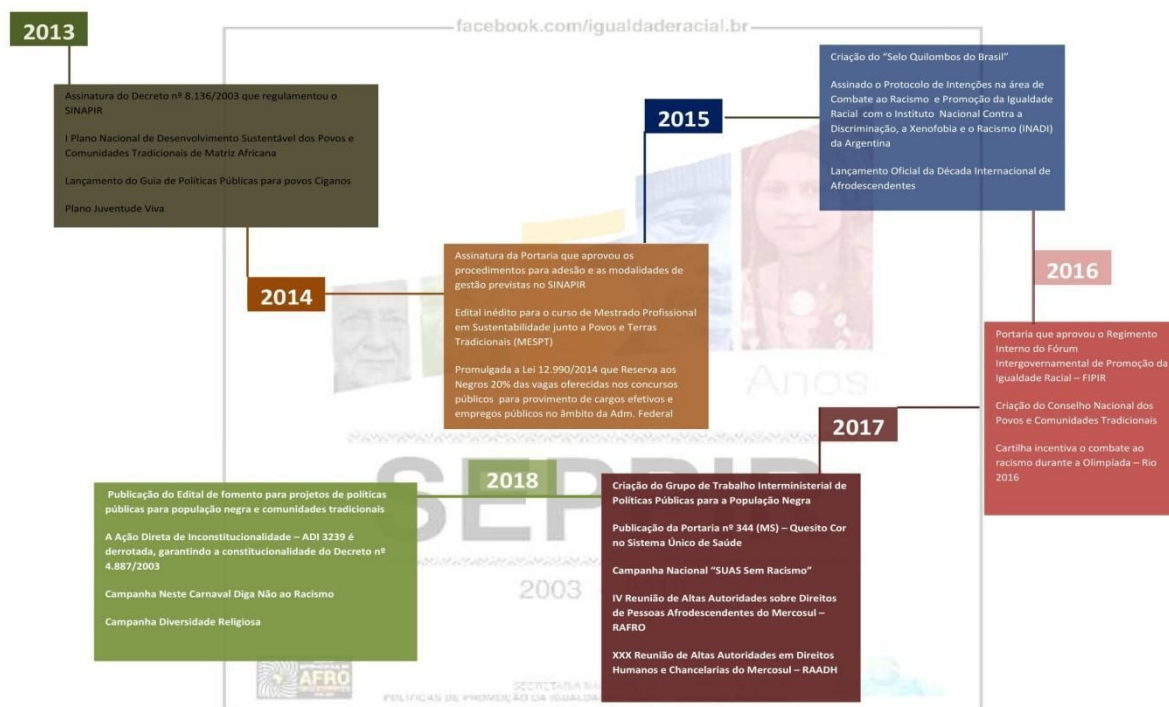 facebook.com/igualdaderacial.br
2013
Assinatura do Decreto nº 8.136/2003 que regulamentou o
SINAPIR
I Plano Nacional de Desenvolvimento Sustentável dos Povos e
Comunidades Tradicionais de Matriz Africana
Lançamento do Guia de Políticas Públicas para povos Ciganos
Plano Juventude Viva
2014
Assinatura da Portaria que aprovou os
procedimentos para adesão e as modalidades de
gestão previstas no SINAPIR
Edital inédito para o curso de Mestrado Profissional
em Sustentabilidade junto a Povos e Terras
Tradicionais (MESPT)
Promulgada a Lei 12.990/2014 que Reserva aos
Negros 20% das vagas oferecidas nos concursos
públicos para provimento de cargos efetivos e
empregos públicos no âmbito da Adm. Federal
2015
Criação do “Selo Quilombos do Brasil”
Assinado o Protocolo de Intenções na área de
Combate ao Racismo e Promoção da Igualdade
Racial com o Instituto Nacional Contra a
Discriminação, a Xenofobia e o Racismo (INADI)
da Argentina
Lançamento Oficial da Década Internacional de
Afrodescendentes
2016
Portaria que aprovou o Regimento
Interno do Fórum
Intergovernamental de Promoção da
Igualdade Racial – FIPIR
Criação do Conselho Nacional dos
Povos e Comunidades Tradicionais
Cartilha incentiva o combate ao
racismo durante a Olimpíada – Rio
2016
2017
Criação do Grupo de Trabalho Interministerial de
Políticas Públicas para a População Negra
Publicação da Portaria nº 344 (MS) – Quesito Cor
no Sistema Único de Saúde
Campanha Nacional “SUAS Sem Racismo”
IV Reunião de Altas Autoridades sobre Direitos
de Pessoas Afrodescendentes do Mercosul –
RAFRO
XXX Reunião de Altas Autoridades em Direitos
Humanos e Chancelarias do Mercosul – RAADH
2018
Publicação do Edital de fomento para projetos de políticas
públicas para população negra e comunidades tradicionais
A Ação Direta de Inconstitucionalidade – ADI 3239 é
derrotada, garantindo a constitucionalidade do Decreto nº
4.887/2003
Campanha Neste Carnaval Diga Não ao Racismo
Campanha Diversidade Religiosa
Anos
SEPPIR
2003
AFRO
SECRETARIA
POLÍTICAS DE PROMOÇÃO DA